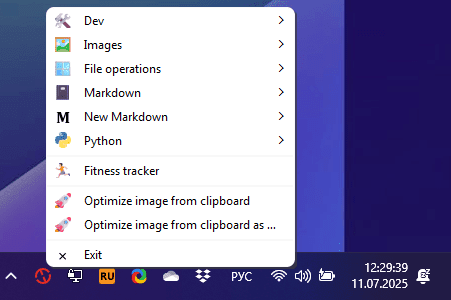 Dev
Images
File operations
Markdown
M New Markdown
Python
Fitness tracker
Optimize image from clipboard
Optimize image from clipboard as ...
Exit
RU
РУС
12:29:39
11.07.2025